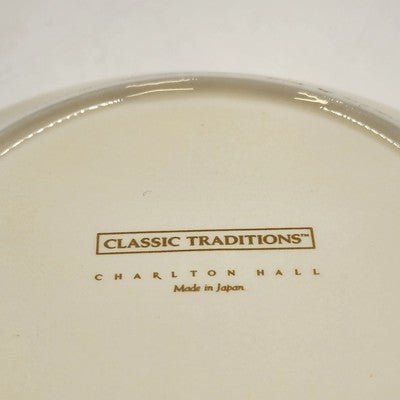 CLASSIC TRADITIONS™
CHARLTON HALL
Made in Japan